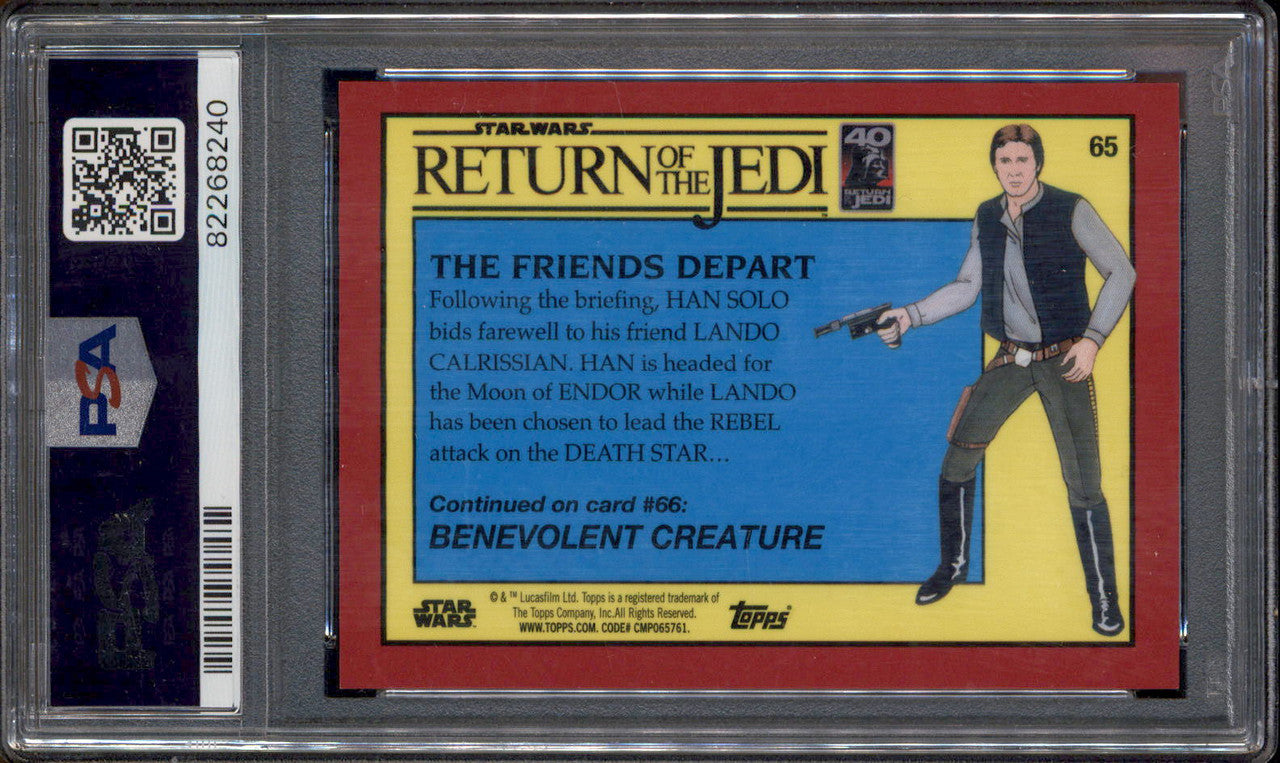 82268240
PSA
STAR WARS
RETURN OF THE JEDI
™
40
RETURN OF THE JEDI
65
THE FRIENDS DEPART
Following the briefing, HAN SOLO
bids farewell to his friend LANDO
CALRISSIAN. HAN is headed for
the Moon of ENDOR while LANDO
has been chosen to lead the REBEL
attack on the DEATH STAR...
Continued on card #66:
BENEVOLENT CREATURE
STAR
WARS
© & ™ Lucasfilm Ltd. Topps is a registered trademark of
The Topps Company, Inc.All Rights Reserved.
WWW.TOPPS.COM. CODE# CMP065761.
topps